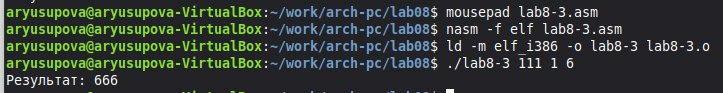 aryusupova@aryusupova-VirtualBox:~/work/arch-pc/lab08$ mousepad lab8-3.asm
aryusupova@aryusupova-VirtualBox:~/work/arch-pc/lab08$ nasm -f elf lab8-3.asm
aryusupova@aryusupova-VirtualBox:~/work/arch-pc/lab08$ ld -m elf_i386 -o lab8-3 lab8-3.o
aryusupova@aryusupova-VirtualBox:~/work/arch-pc/lab08$ ./lab8-3 111 1 6
Результат: 666